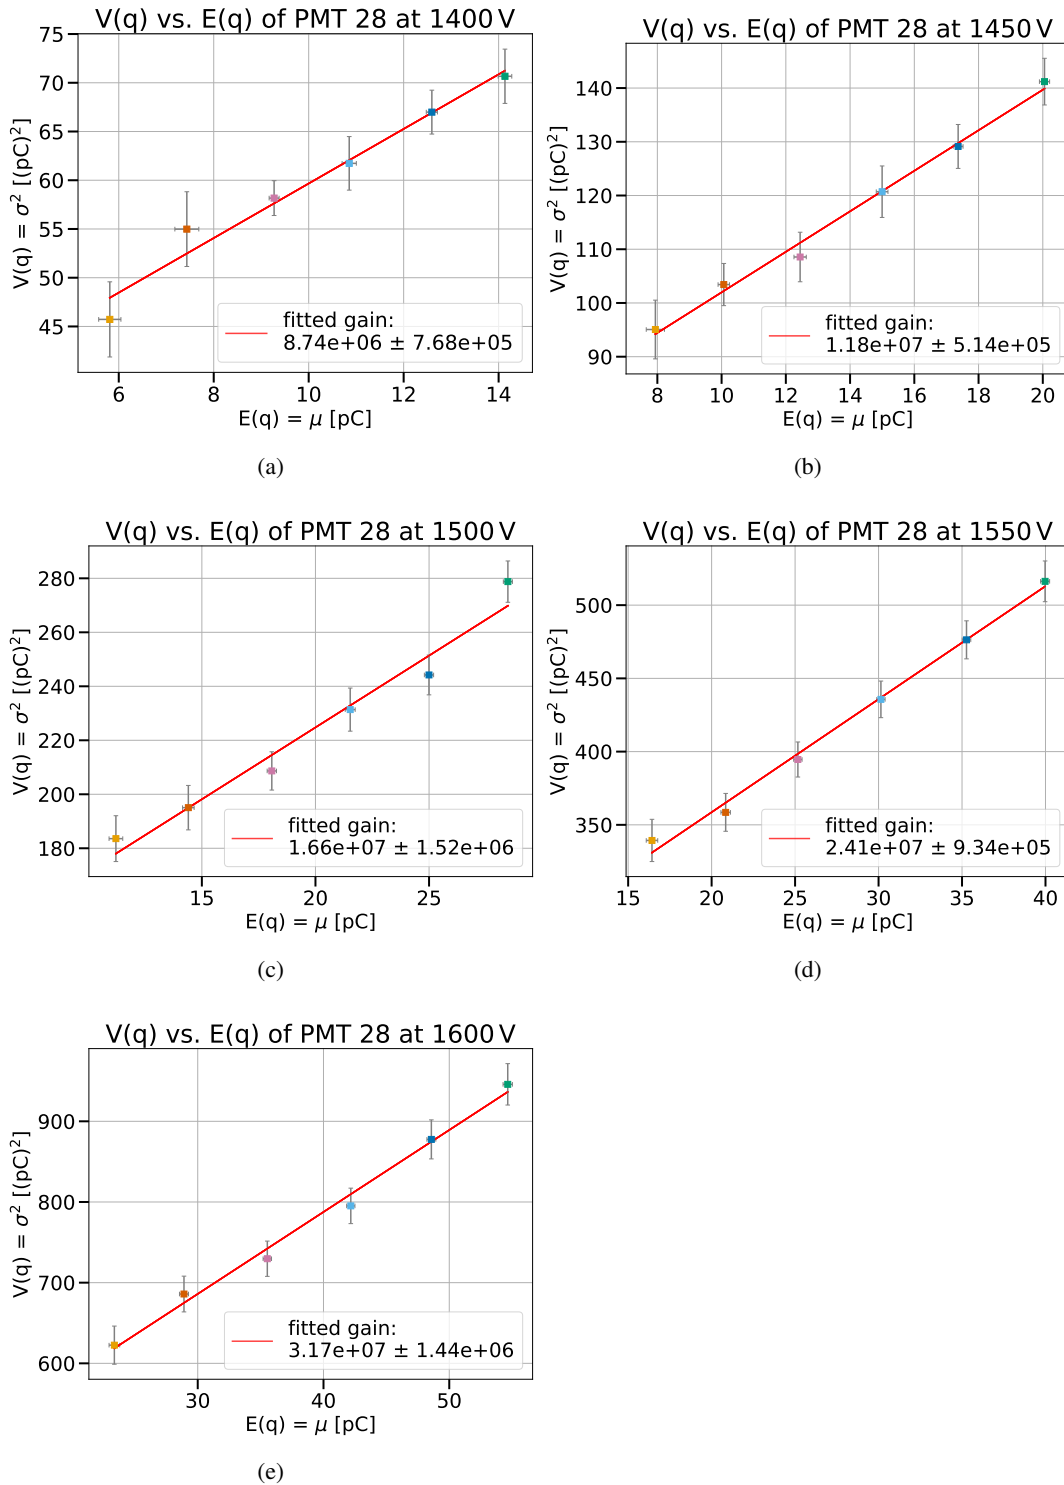 V(q) vs. E(q) of PMT 28 at 1400 V
V(q) = σ² [(pC)²]
75
70
65
60
55
50
45
fitted gain:
8.74e+06 ± 7.68e+05
6 8 10 12 14
E(q) = μ [pC]
(a)
V(q) vs. E(q) of PMT 28 at 1450 V
V(q) = σ² [(pC)²]
140
130
120
110
100
90
fitted gain:
1.18e+07 ± 5.14e+05
8 10 12 14 16 18 20
E(q) = μ [pC]
(b)
V(q) vs. E(q) of PMT 28 at 1500 V
V(q) = σ² [(pC)²]
280
260
240
220
200
180
fitted gain:
1.66e+07 ± 1.52e+06
15 20 25
E(q) = μ [pC]
(c)
V(q) vs. E(q) of PMT 28 at 1550 V
V(q) = σ² [(pC)²]
500
450
400
350
fitted gain:
2.41e+07 ± 9.34e+05
15 20 25 30 35 40
E(q) = μ [pC]
(d)
V(q) vs. E(q) of PMT 28 at 1600 V
V(q) = σ² [(pC)²]
900
800
700
600
fitted gain:
3.17e+07 ± 1.44e+06
30 40 50
E(q) = μ [pC]
(e)